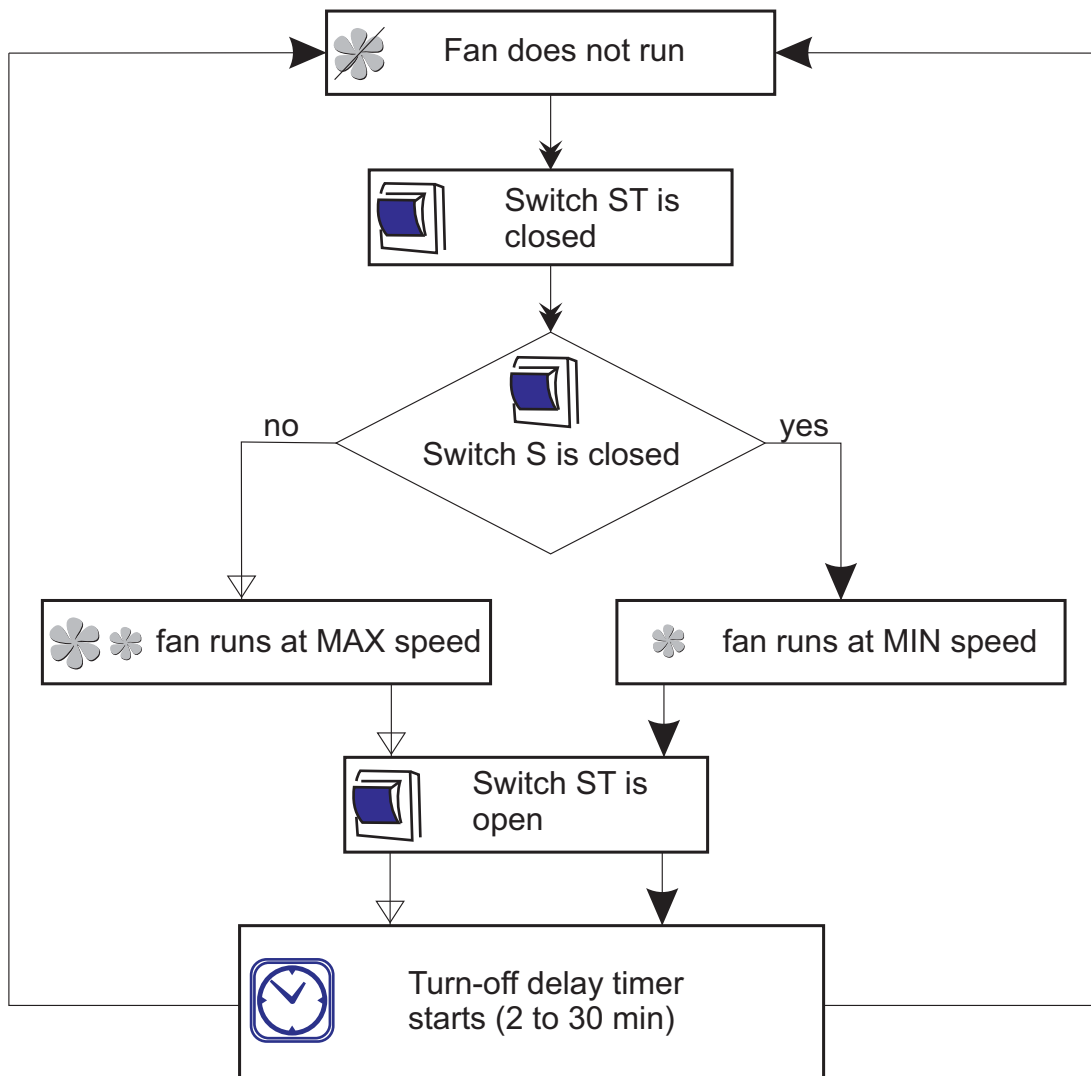 Fan does not run
Switch ST is
closed
no
yes
Switch S is closed
fan runs at MAX speed
fan runs at MIN speed
Switch ST is
open
Turn-off delay timer
starts (2 to 30 min)